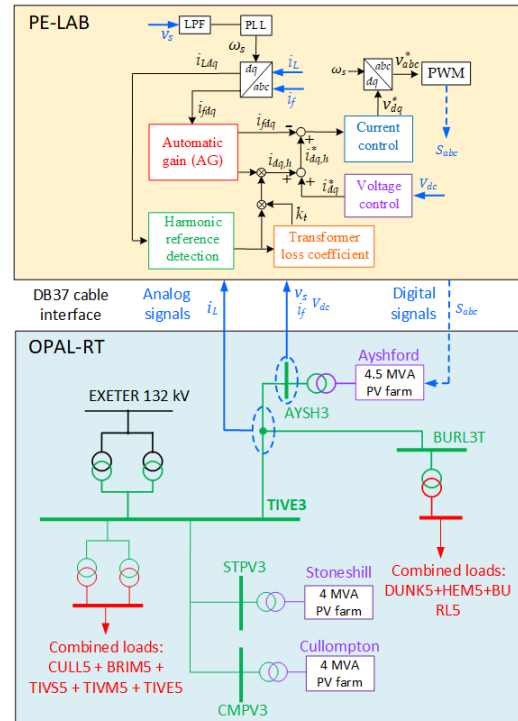 PE-LAB
LPF
PLL
v_s
ω_s
i_Ldq
dq
abc
i_L
i_f
i_fdq
ω_s
abc
dq
v*_abc
PWM
v*_dq
S_abc
Automatic
gain (AG)
i_fdq
-
+
i*_dq,h
Current
control
i_dq,h
+
+
i*_dq
Voltage
control
V_dc
k_t
Harmonic
reference
detection
Transformer
loss coefficient
DB37 cable
interface
Analog
signals
i_L
v_s
i_f V_dc
Digital
signals
S_abc
OPAL-RT
Ayshford
4.5 MVA
PV farm
AYSH3
EXETER 132 kV
BURL3T
TIVE3
STPV3
Stoneshill
4 MVA
PV farm
Combined loads:
DUNK5+HEM5+BU
RL5
Combined loads:
CULL5 + BRIM5 +
TIVS5 + TIVM5 + TIVE5
Cullompton
4 MVA
PV farm
CMPV3